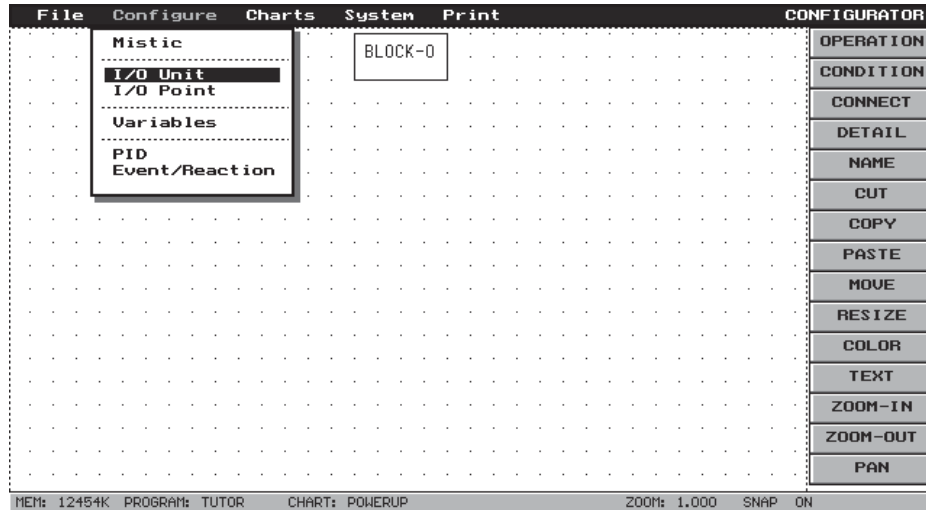 File Configure Charts System Print CONFIGURATOR
Mistic
I/O Unit
I/O Point
Variables
PID
Event/Reaction
BLOCK-0
OPERATION
CONDITION
CONNECT
DETAIL
NAME
CUT
COPY
PASTE
MOVE
RESIZE
COLOR
TEXT
ZOOM-IN
ZOOM-OUT
PAN
MEM: 12454K PROGRAM: TUTOR CHART: POWERUP ZOOM: 1.000 SNAP ON